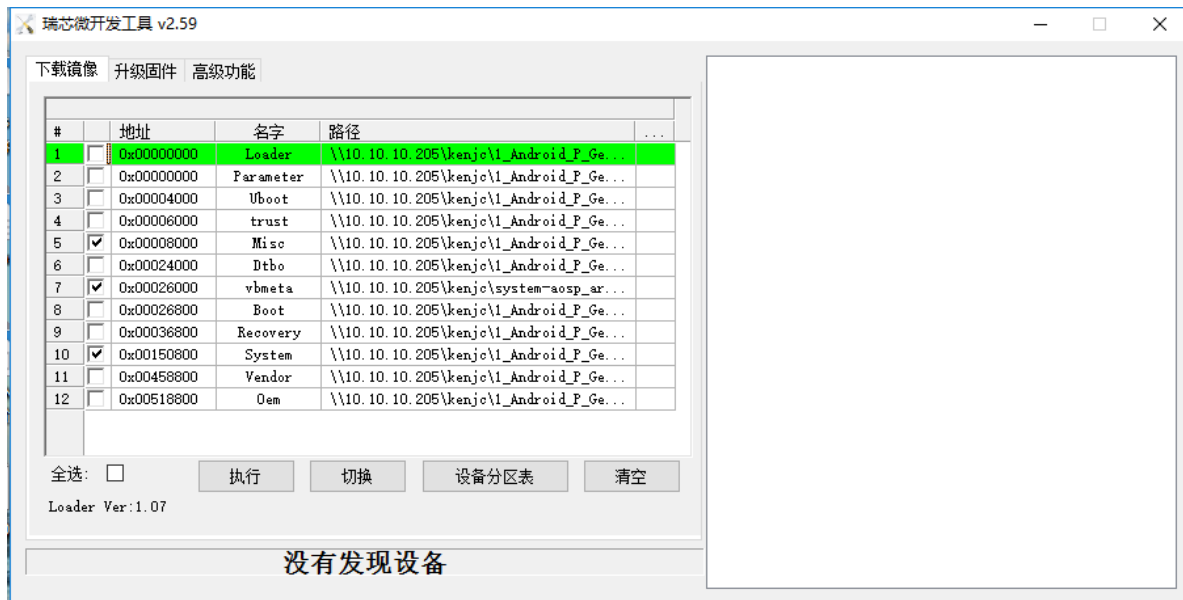 瑞芯微开发工具 v2.59
下载镜像 升级固件 高级功能
# 地址 名字 路径 ...
1 0x00000000 Loader \\10.10.10.205\kenjc\1_Android_P_Ge...
2 0x00000000 Parameter \\10.10.10.205\kenjc\1_Android_P_Ge...
3 0x00004000 Uboot \\10.10.10.205\kenjc\1_Android_P_Ge...
4 0x00006000 trust \\10.10.10.205\kenjc\1_Android_P_Ge...
5 0x00008000 Misc \\10.10.10.205\kenjc\1_Android_P_Ge...
6 0x00024000 Dtbo \\10.10.10.205\kenjc\1_Android_P_Ge...
7 0x00026000 vbmeta \\10.10.10.205\kenjc\system-aosp_ar...
8 0x00026800 Boot \\10.10.10.205\kenjc\1_Android_P_Ge...
9 0x00036800 Recovery \\10.10.10.205\kenjc\1_Android_P_Ge...
10 0x00150800 System \\10.10.10.205\kenjc\1_Android_P_Ge...
11 0x00458800 Vendor \\10.10.10.205\kenjc\1_Android_P_Ge...
12 0x00518800 Oem \\10.10.10.205\kenjc\1_Android_P_Ge...
全选: 执行 切换 设备分区表 清空
Loader Ver:1.07
没有发现设备